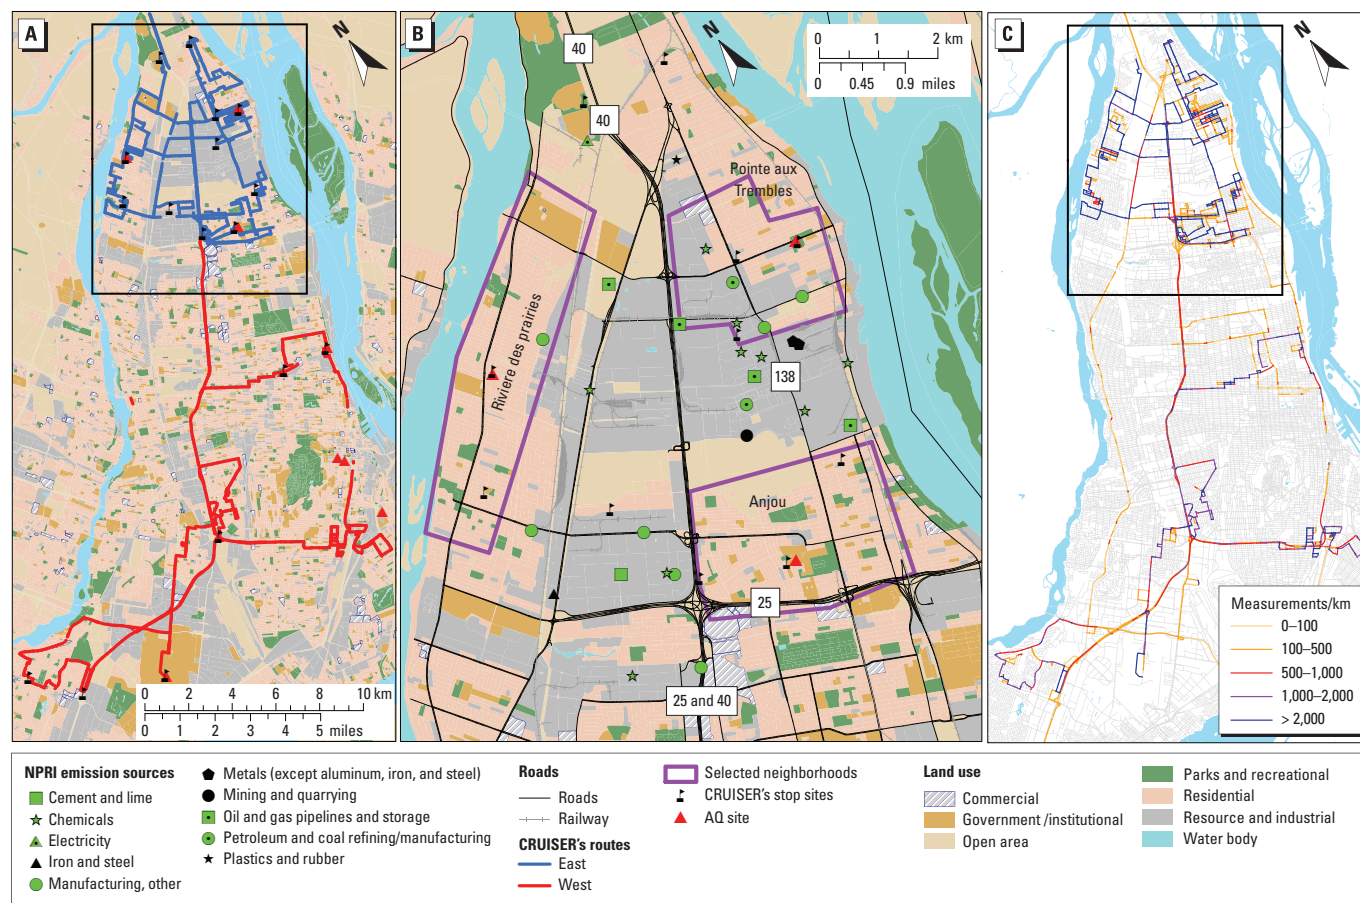 A
N
0 2 4 6 8 10 km
0 1 2 3 4 5 miles
B
N
0 1 2 km
0 0.45 0.9 miles
40
40
Pointe aux
Trembles
Riviere des prairies
138
Anjou
25
25 and 40
C
N
Measurements/km
0–100
100–500
500–1,000
1,000–2,000
> 2,000
NPRI emission sources
Cement and lime
Chemicals
Electricity
Iron and steel
Manufacturing, other
Metals (except aluminum, iron, and steel)
Mining and quarrying
Oil and gas pipelines and storage
Petroleum and coal refining/manufacturing
Plastics and rubber
Roads
Roads
Railway
CRUISER's routes
East
West
Selected neighborhoods
CRUISER's stop sites
AQ site
Land use
Commercial
Government/institutional
Open area
Parks and recreational
Residential
Resource and industrial
Water body